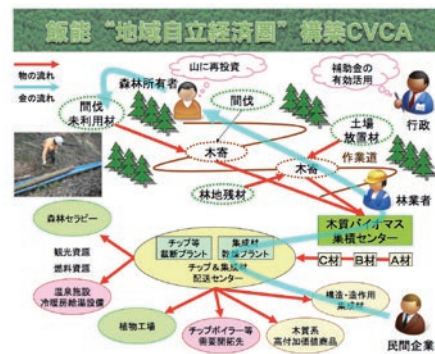 飯能“地域自立経済圏”構築CVCA
物の流れ
金の流れ
森林所有者
山に再投資
補助金の
有効活用
間伐
未利用材
間伐
土場
放置材
行政
木寄
木寄
作業道
林地残材
林業者
森林セラピー
木質バイオマス
集積センター
チップ等
裁断プラント
集成材
乾燥プラント
C材
B材
A材
観光資源
燃料資源
チップ&集成材
配送センター
温泉施設
冷暖房給湯設備
構造・造作用
集成材
植物工場
チップボイラー等
需要開拓先
木質系
高付加価値商品
民間企業